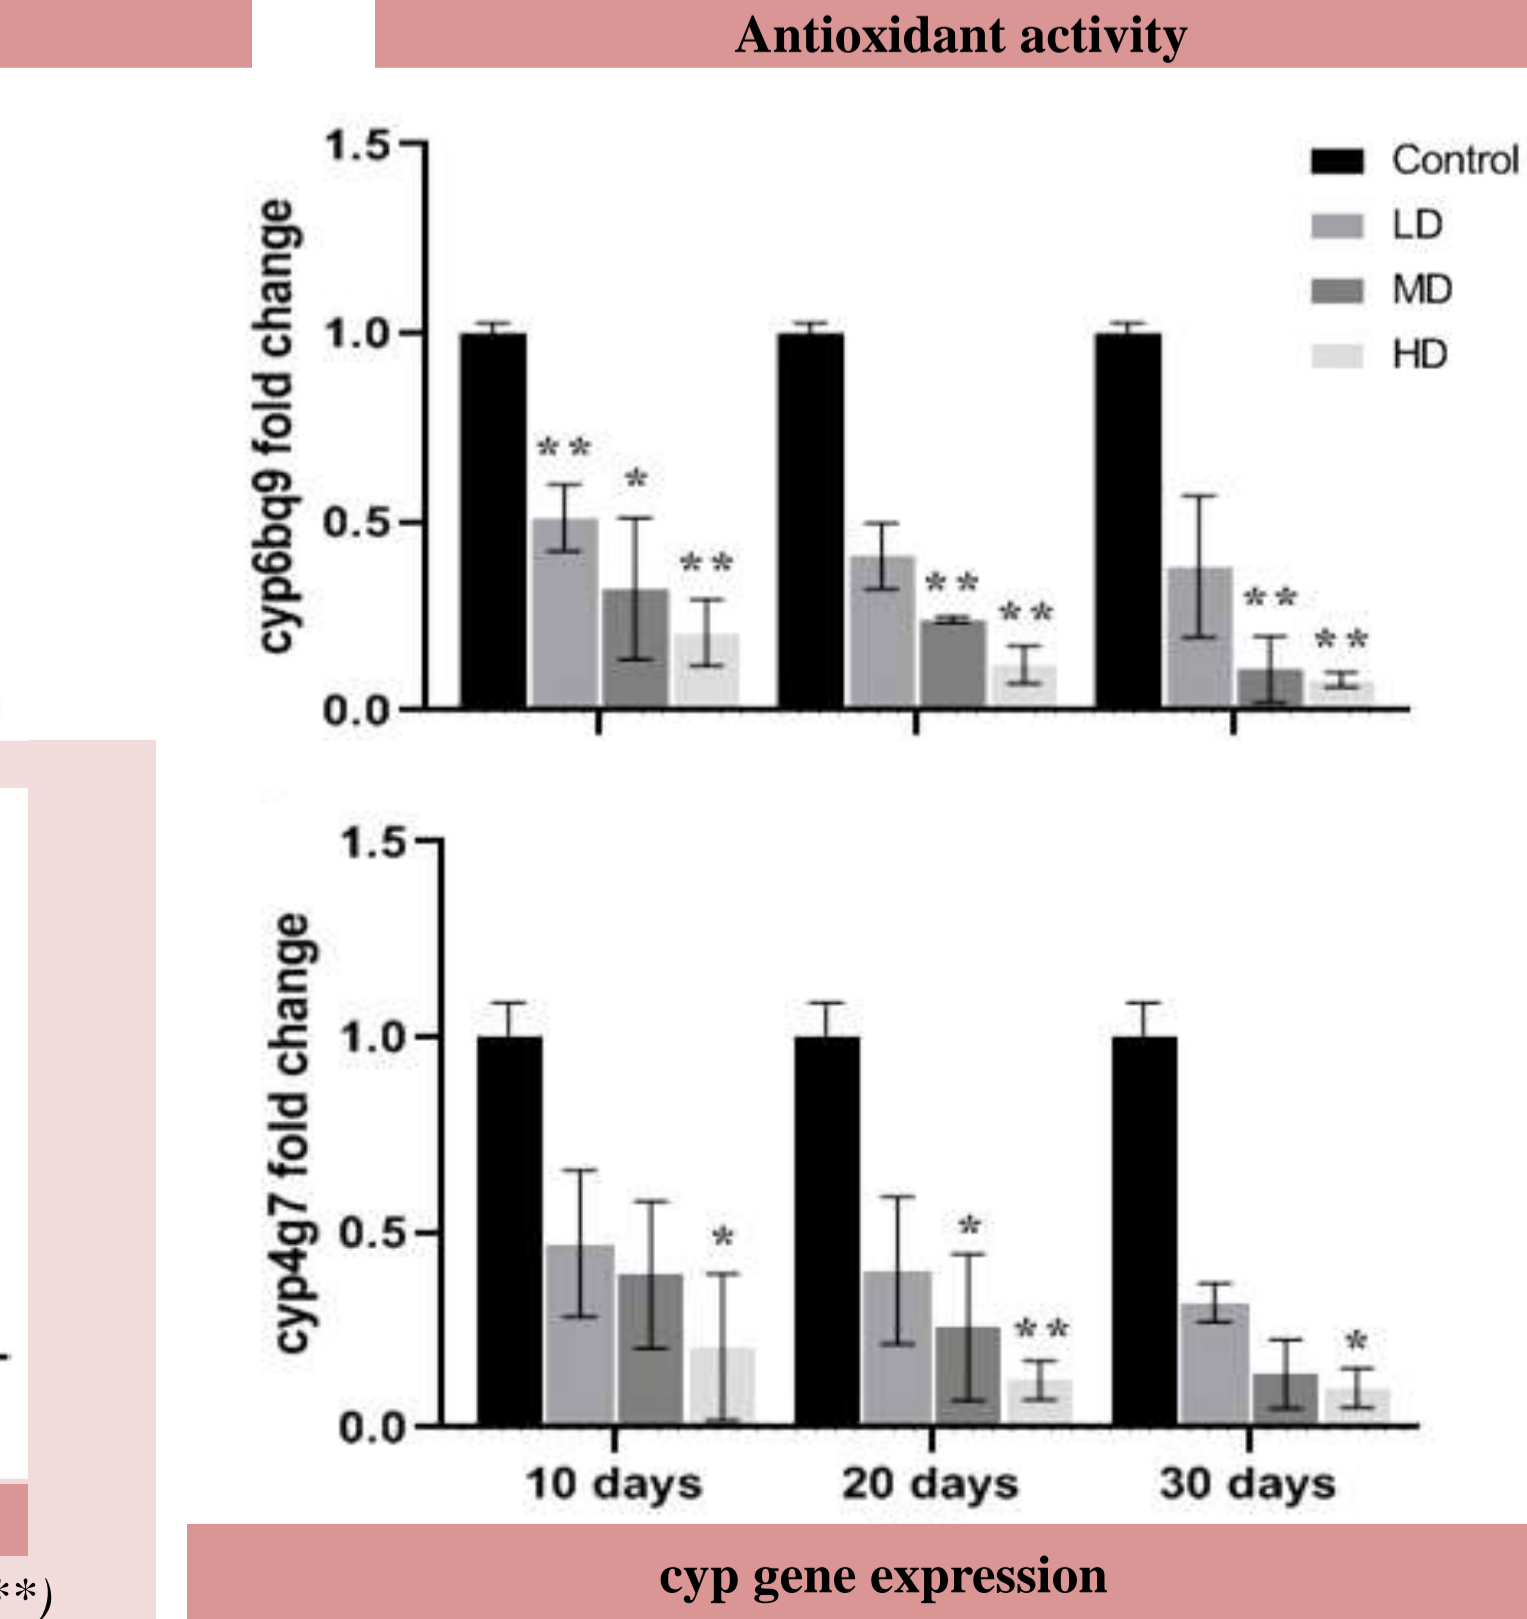 Antioxidant activity
1.5
1.0
0.5
0.0
cyp6bq9 fold change
Control
LD
MD
HD
** * **
** **
** **
1.5
1.0
0.5
0.0
cyp4g7 fold change
*
* **
*
10 days 20 days 30 days
cyp gene expression
**)